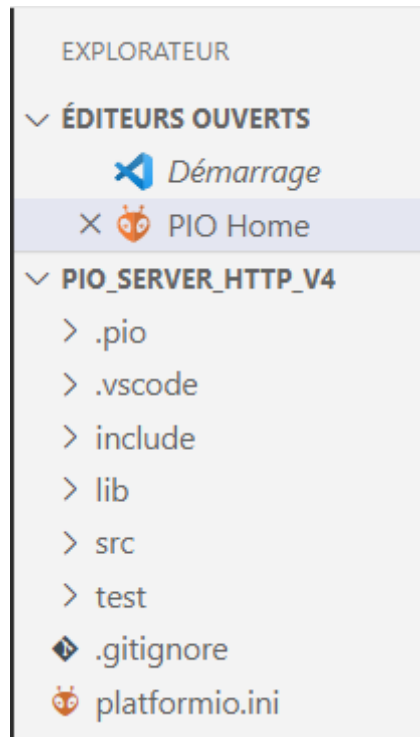 EXPLORATEUR
ÉDITEURS OUVERTS
Démarrage
PIO Home
PIO_SERVER_HTTP_V4
.pio
.vscode
include
lib
src
test
.gitignore
platformio.ini